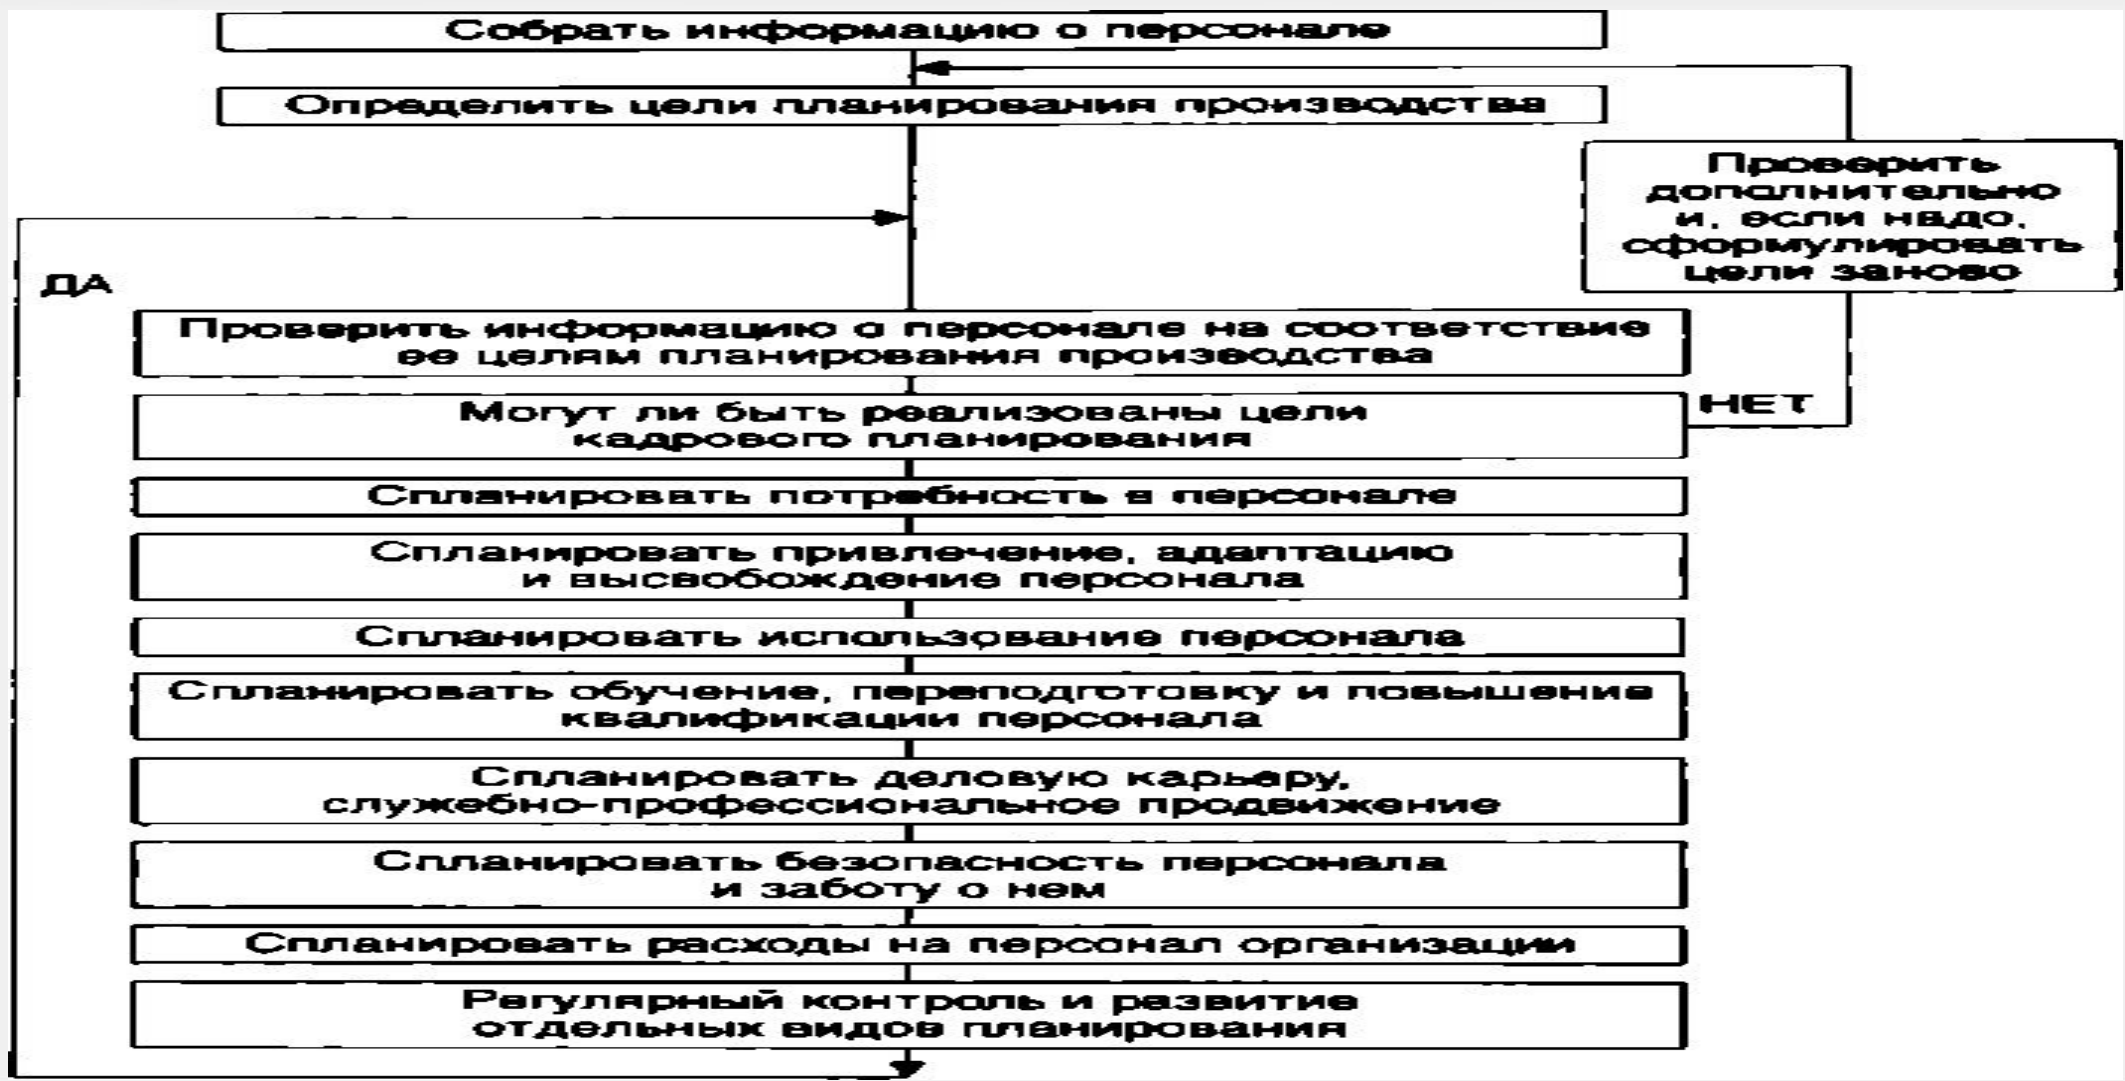 Собрать информацию о персонале
Определить цели планирования производства
Проверить
дополнительно
и, если надо,
сформулировать
цели заново
ДА
Проверить информацию о персонале на соответствие
ее целям планирования производства
Могут ли быть реализованы цели
кадрового планирования
НЕТ
Спланировать потребность в персонале
Спланировать привлечение, адаптацию
и высвобождение персонала
Спланировать использование персонала
Спланировать обучение, переподготовку и повышение
квалификации персонала
Спланировать деловую карьеру,
служебно-профессиональное продвижение
Спланировать безопасность персонала
и заботу о нем
Спланировать расходы на персонал организации
Регулярный контроль и развитие
отдельных видов планирования